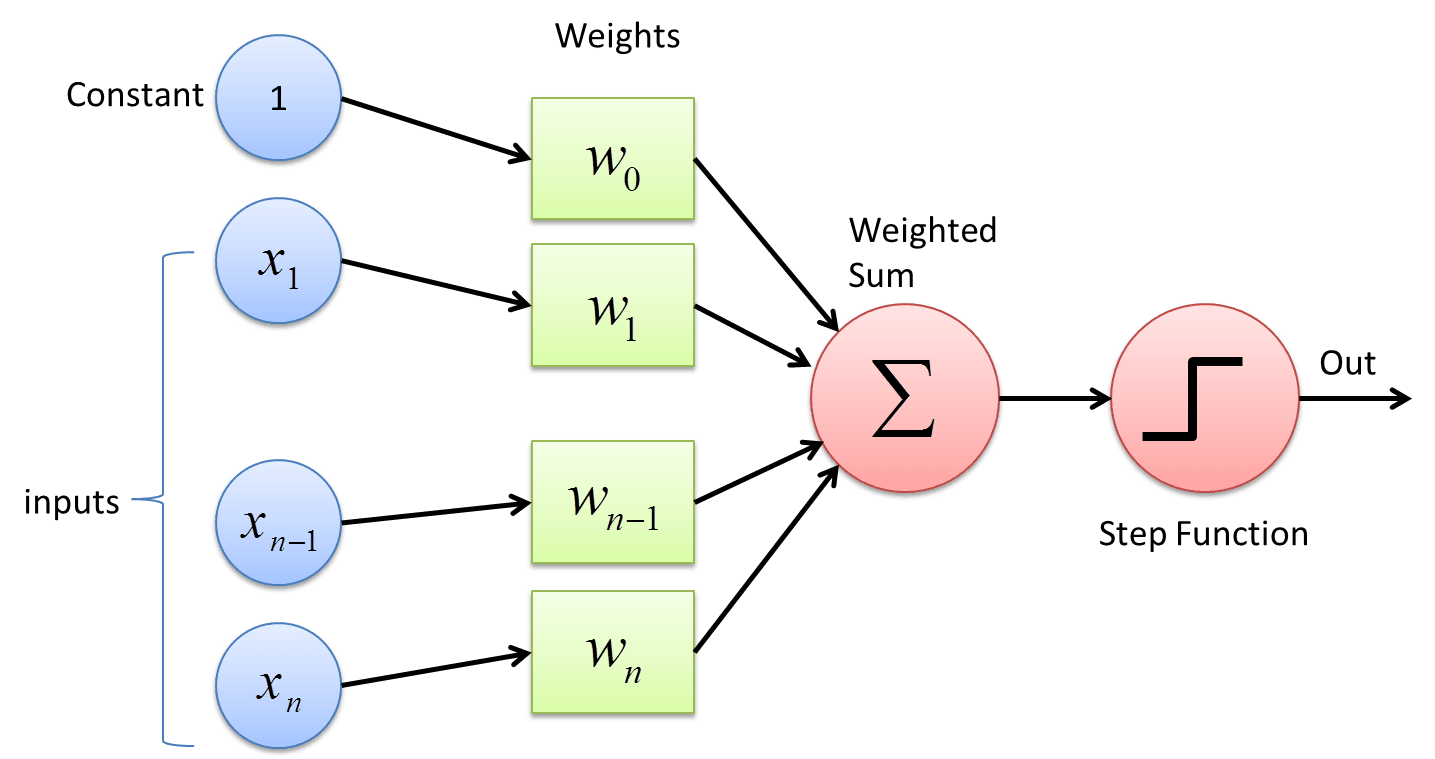 Weights
Constant
1
w₀
x₁
w₁
Weighted
Sum
∑
Out
inputs
xₙ₋₁
wₙ₋₁
Step Function
xₙ
wₙ